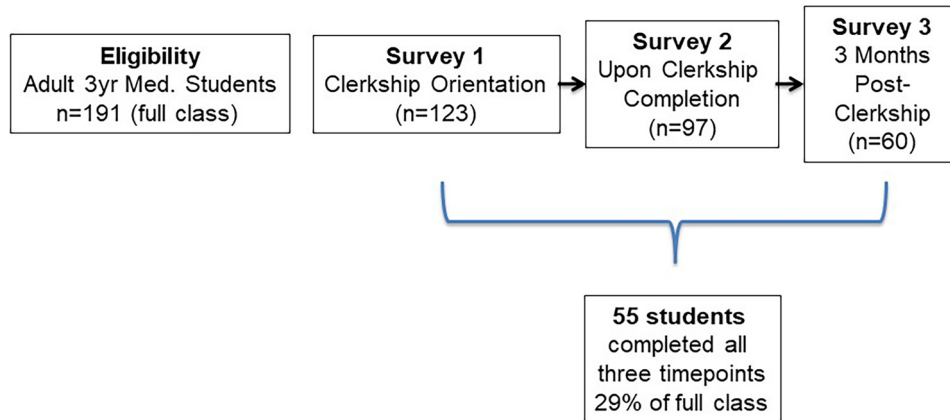 Eligibility
Adult 3yr Med. Students
n=191 (full class)
Survey 1
Clerkship Orientation
(n=123)
Survey 2
Upon Clerkship
Completion
(n=97)
Survey 3
3 Months
Post-
Clerkship
(n=60)
55 students
completed all
three timepoints
29% of full class